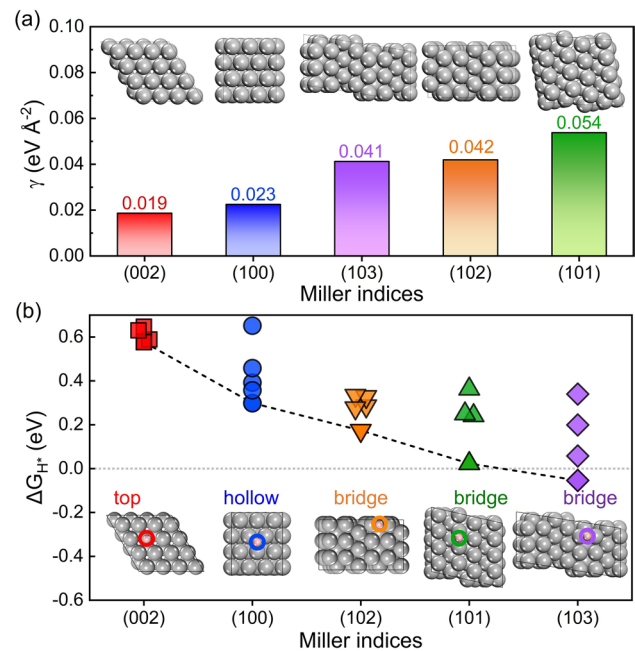 (a)
0.10
0.08
0.06
0.04
0.02
0.00
γ (eV Å⁻²)
0.019
0.023
0.041
0.042
0.054
(002) (100) (103) (102) (101)
Miller indices
(b)
0.6
0.4
0.2
0.0
-0.2
-0.4
-0.6
ΔG_H* (eV)
top hollow bridge bridge bridge
(002) (100) (102) (101) (103)
Miller indices